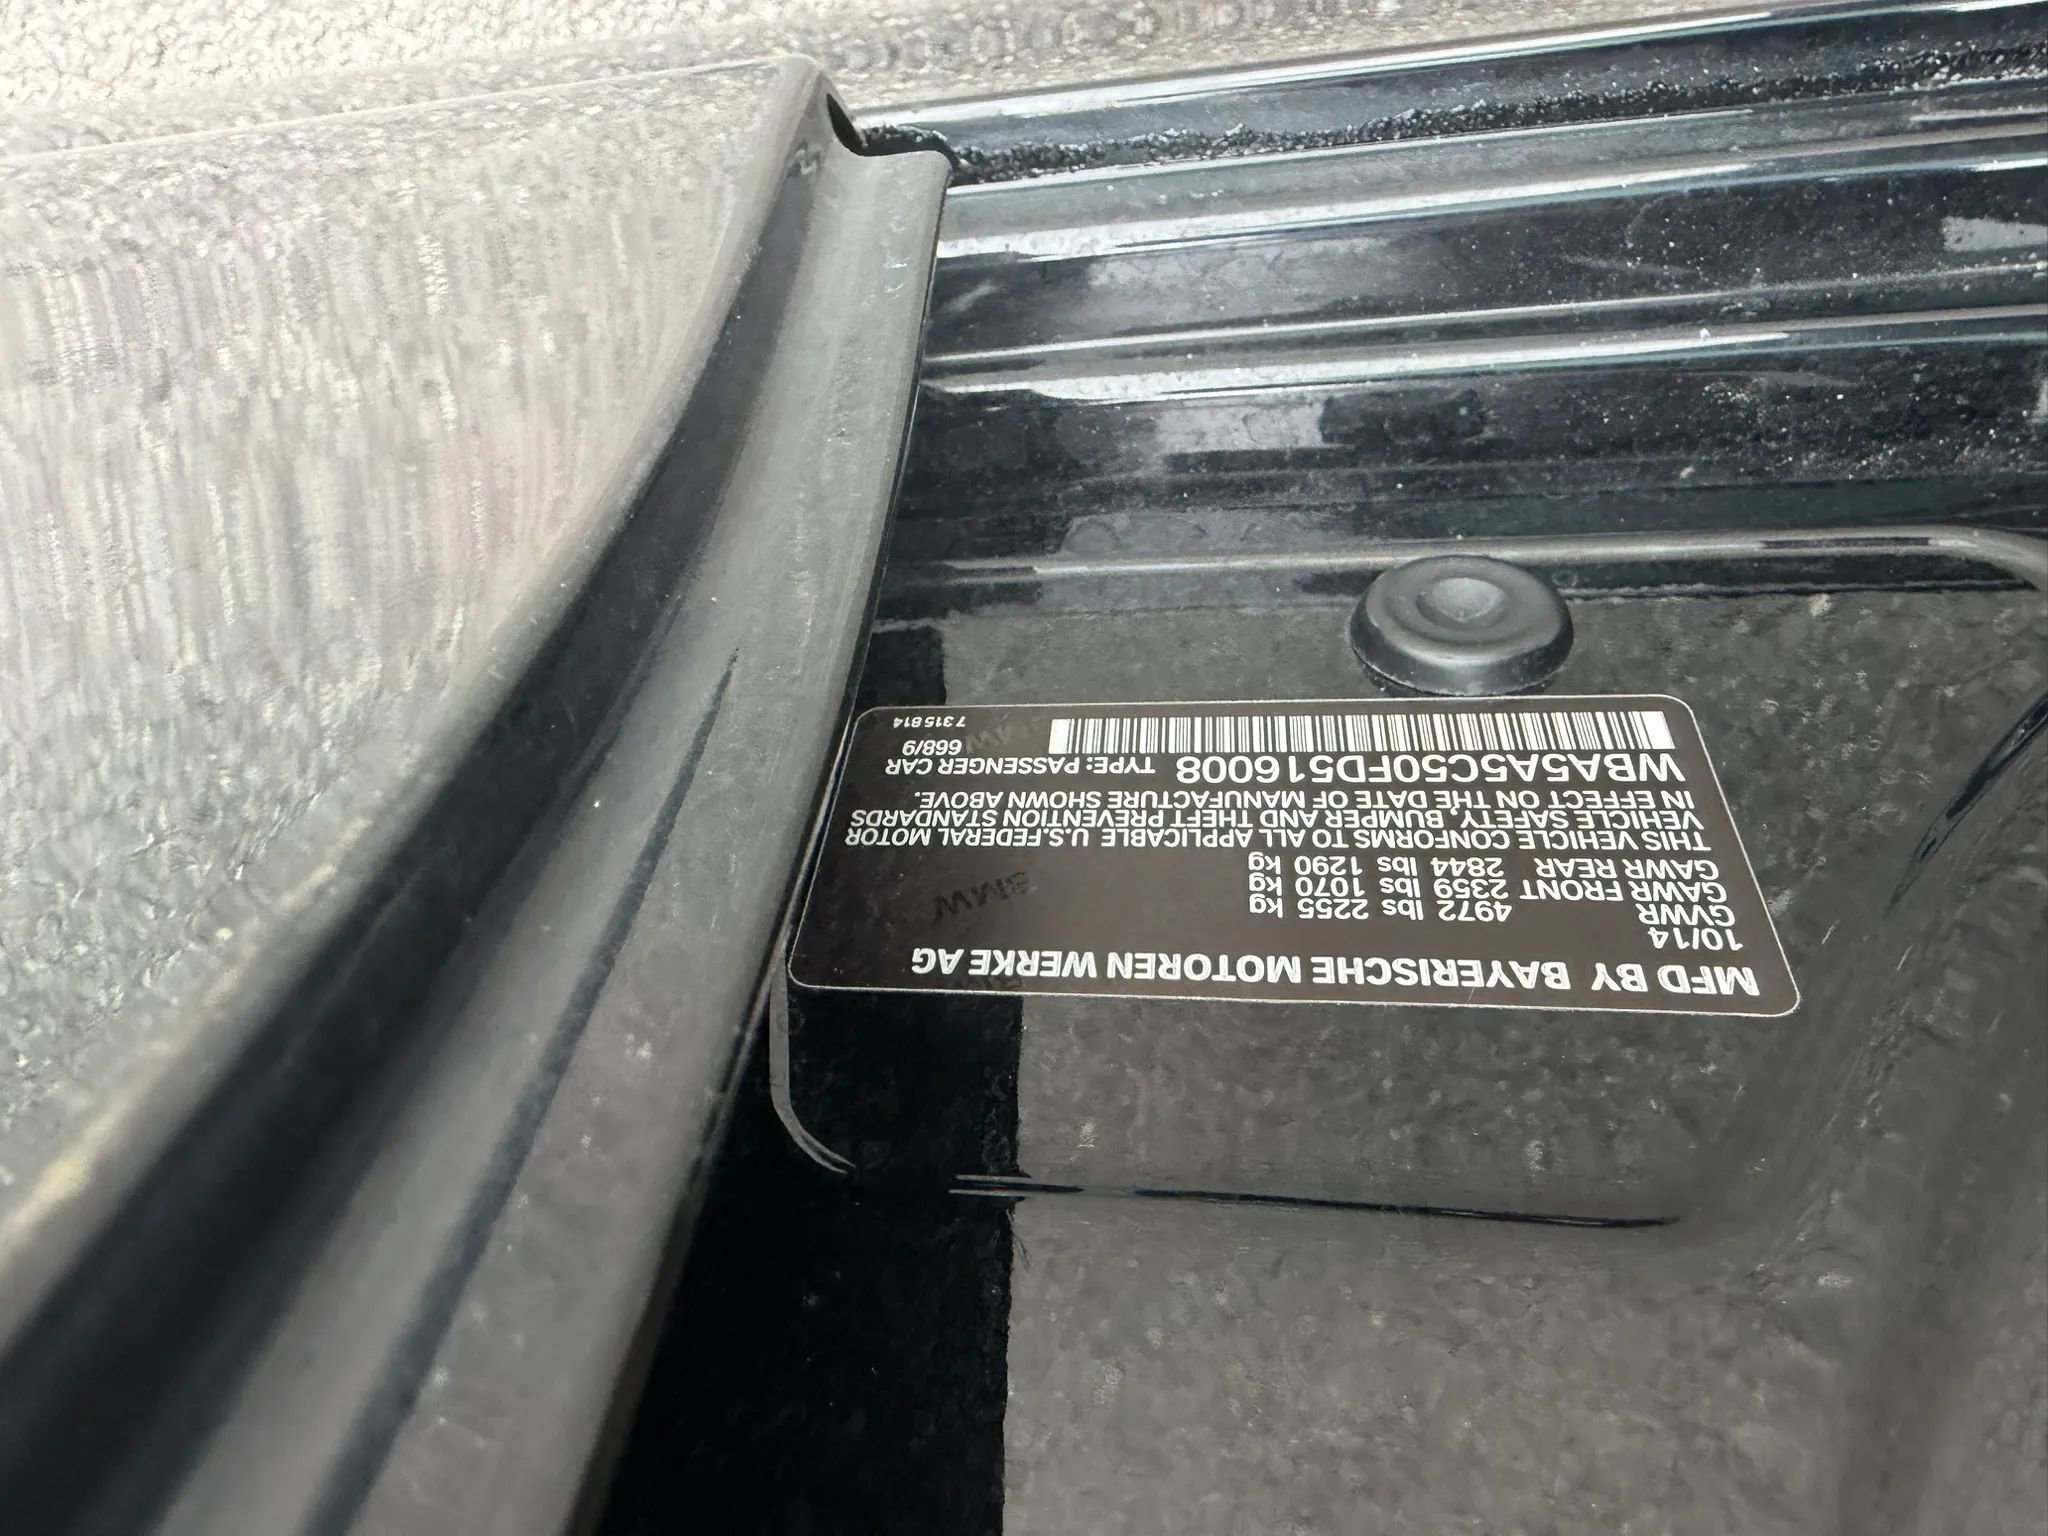 MFD BY BAYERISCHE MOTOREN WERKE AG
10/14
GVWR 4972 lbs 2255 kg
GAWR FRONT 2359 lbs 1070 kg
GAWR REAR 2844 lbs 1290 kg
THIS VEHICLE CONFORMS TO ALL APPLICABLE U.S.FEDERAL MOTOR
VEHICLE SAFETY, BUMPER AND THEFT PREVENTION STANDARDS
IN EFFECT ON THE DATE OF MANUFACTURE SHOWN ABOVE.
WBA5A5C50FD516008 TYPE: PASSENGER CAR
668/9
7315814
BMW
BMW